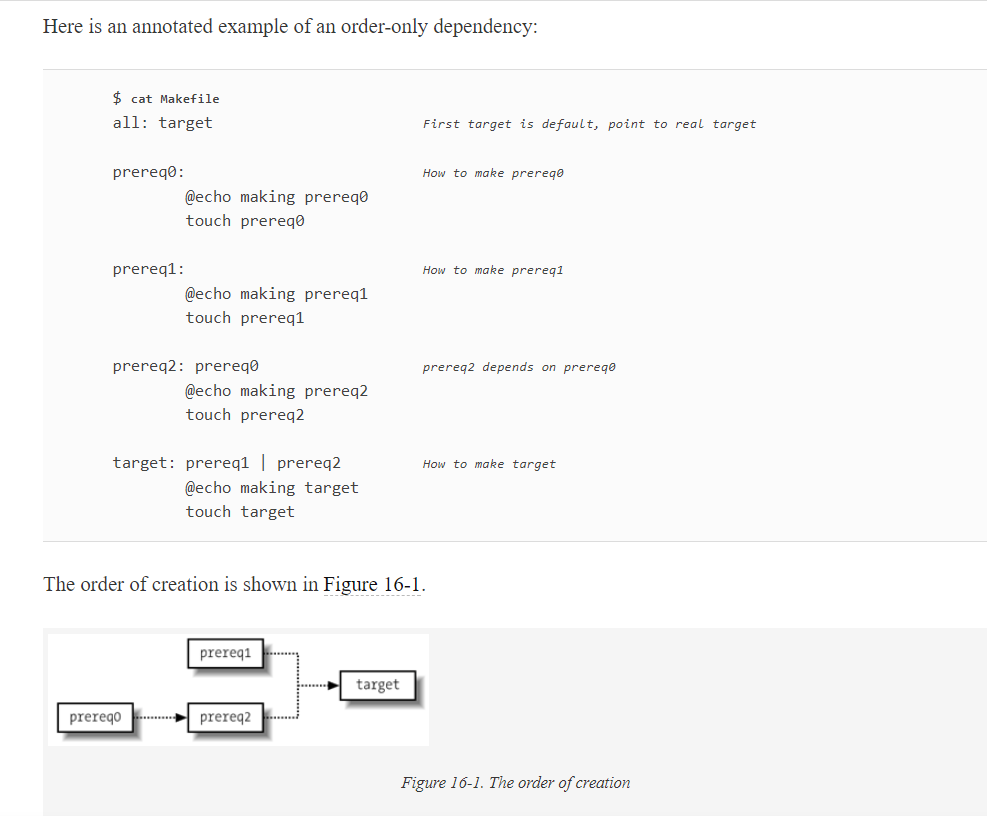 Here is an annotated example of an order-only dependency:
$ cat Makefile
all: target First target is default, point to real target
prereq0: How to make prereq0
@echo making prereq0
touch prereq0
prereq1: How to make prereq1
@echo making prereq1
touch prereq1
prereq2: prereq0 prereq2 depends on prereq0
@echo making prereq2
touch prereq2
target: prereq1 | prereq2 How to make target
@echo making target
touch target
The order of creation is shown in Figure 16-1.
prereq1
target
prereq0 prereq2
Figure 16-1. The order of creation